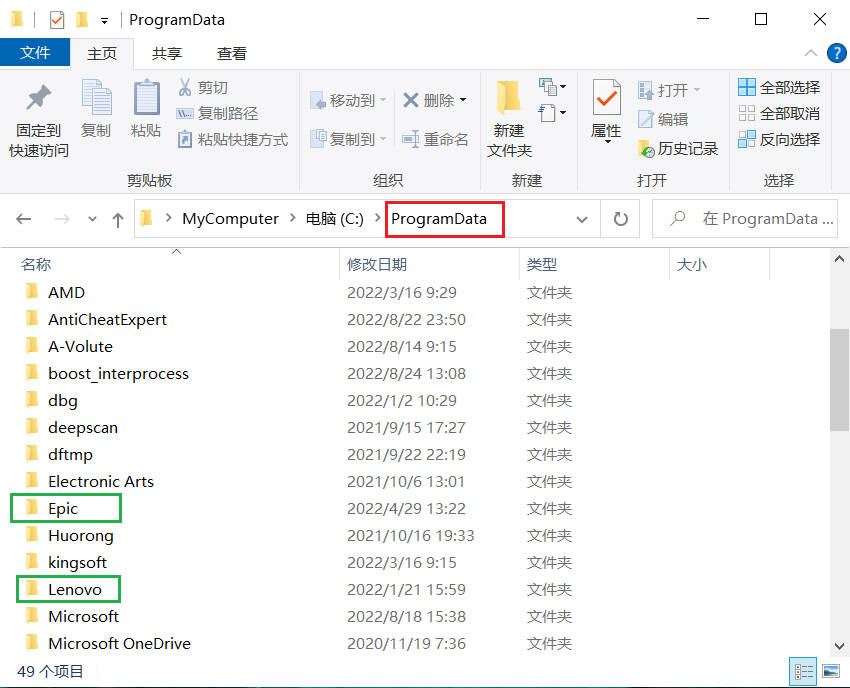 ProgramData
文件 主页 共享 查看
固定到快速访问
复制
粘贴
剪切
复制路径
粘贴快捷方式
剪贴板
移动到
复制到
删除
重命名
组织
新建
文件夹
新建
属性
打开
编辑
历史记录
打开
全部选择
全部取消
反向选择
选择
MyComputer 电脑 (C:) ProgramData
在 ProgramData ...
名称 修改日期 类型 大小
AMD 2022/3/16 9:29 文件夹
AntiCheatExpert 2022/8/22 23:50 文件夹
A-Volute 2022/8/14 9:15 文件夹
boost_interprocess 2022/8/24 13:08 文件夹
dbg 2022/1/2 10:29 文件夹
deepscan 2021/9/15 17:27 文件夹
dftmp 2021/9/22 22:19 文件夹
Electronic Arts 2021/10/6 13:01 文件夹
Epic 2022/4/29 13:22 文件夹
Huorong 2021/10/16 19:33 文件夹
kingsoft 2022/3/16 9:15 文件夹
Lenovo 2022/1/21 15:59 文件夹
Microsoft 2022/8/18 15:38 文件夹
Microsoft OneDrive 2020/11/19 7:36 文件夹
49 个项目